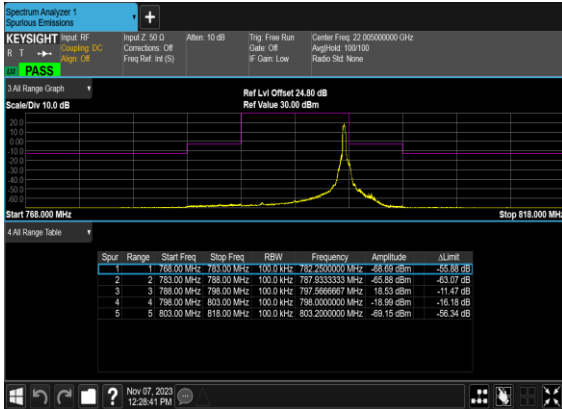 Spectrum Analyzer 1
Spurious Emissions
+
KEYSIGHT Input: RF Input Z: 50 Ω Atten: 10 dB Trig: Free Run Center Freq: 22.005000000 GHz
R T Coupling: DC Corrections: Off Gate: Off Avg|Hold: 100/100
Align: Off Freq Ref: Int (S) IF Gain: Low Radio Std: None
PASS
3 All Range Graph
Ref Lvl Offset 24.80 dB
Scale/Div 10.0 dB Ref Value 30.00 dBm
20.0
10.0
0.00
-10.0
-20.0
-30.0
-40.0
-50.0
-60.0
Start 768.000 MHz Stop 818.000 MHz
4 All Range Table
Spur Range Start Freq Stop Freq RBW Frequency Amplitude ΔLimit
1 1 768.00 MHz 783.00 MHz 100.0 kHz 782.2500000 MHz -68.69 dBm -55.88 dB
2 2 783.00 MHz 788.00 MHz 100.0 kHz 787.9333333 MHz -65.88 dBm -63.07 dB
3 3 788.00 MHz 798.00 MHz 100.0 kHz 797.5666667 MHz 18.53 dBm -11.47 dB
4 4 798.00 MHz 803.00 MHz 100.0 kHz 798.0000000 MHz -18.99 dBm -16.18 dB
5 5 803.00 MHz 818.00 MHz 100.0 kHz 803.2000000 MHz -69.15 dBm -56.34 dB
? Nov 07, 2023
12:28:41 PM